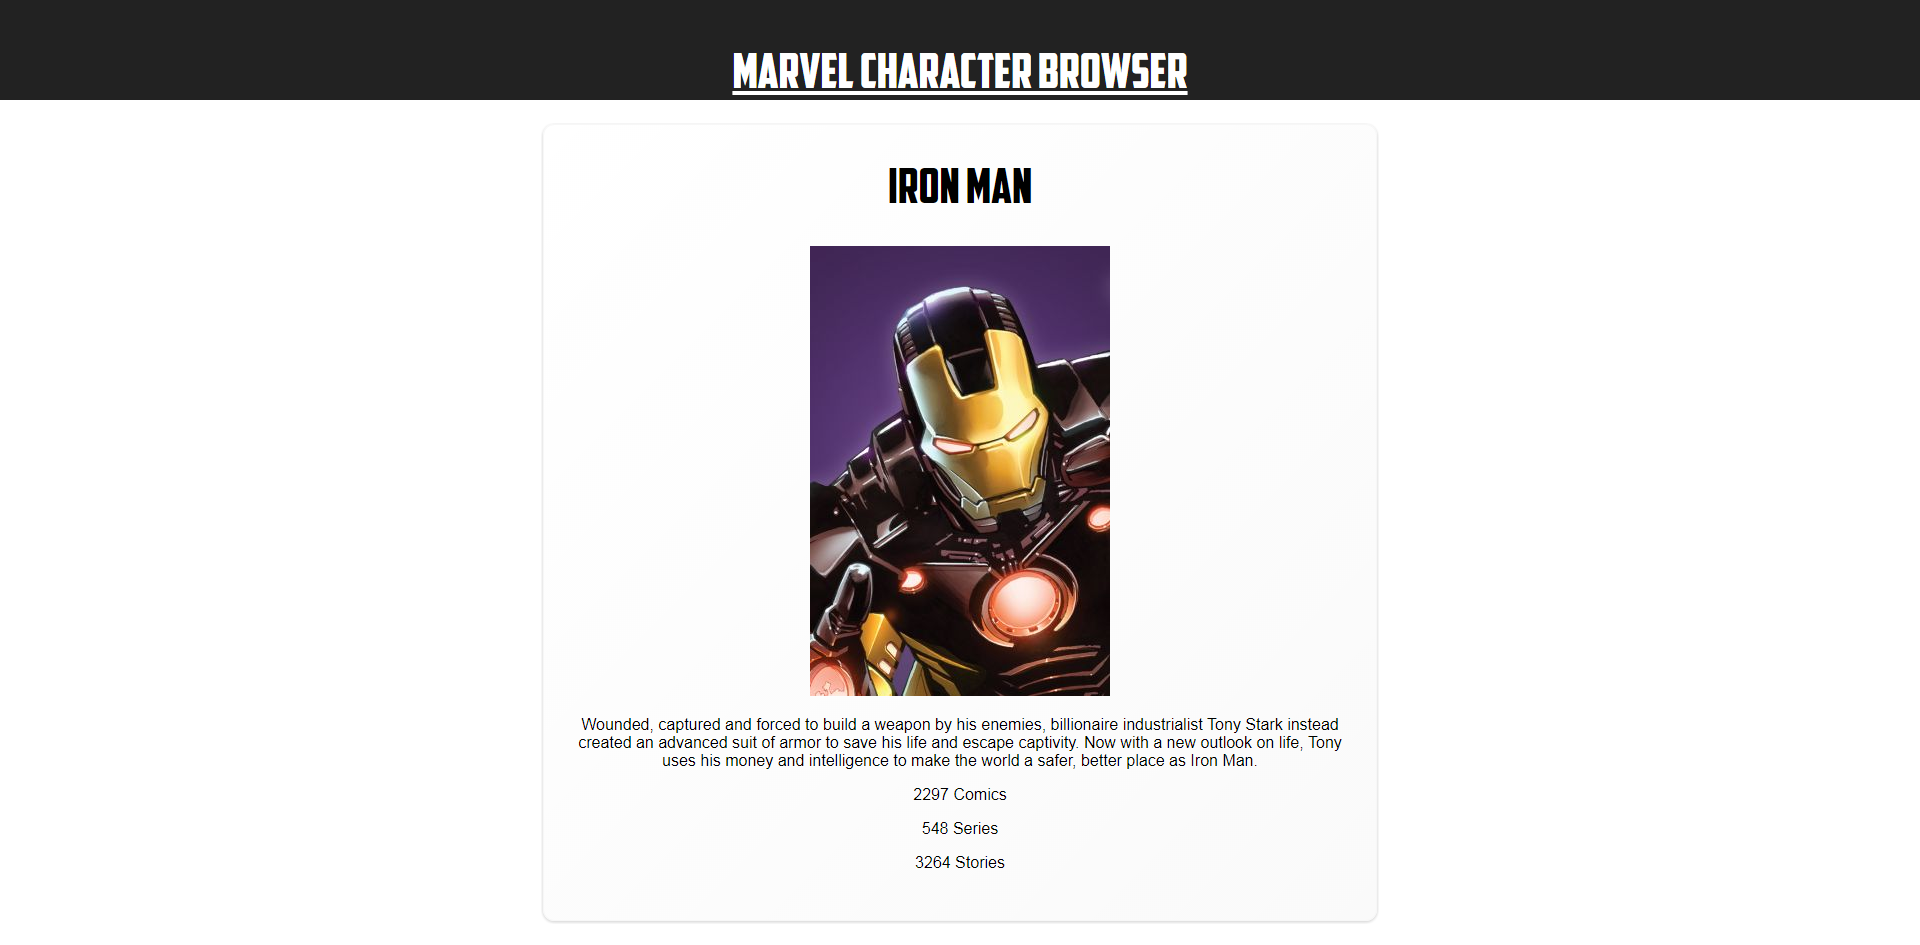 MARVEL CHARACTER BROWSER
IRON MAN
Wounded, captured and forced to build a weapon by his enemies, billionaire industrialist Tony Stark instead
created an advanced suit of armor to save his life and escape captivity. Now with a new outlook on life, Tony
uses his money and intelligence to make the world a safer, better place as Iron Man.
2297 Comics
548 Series
3264 Stories